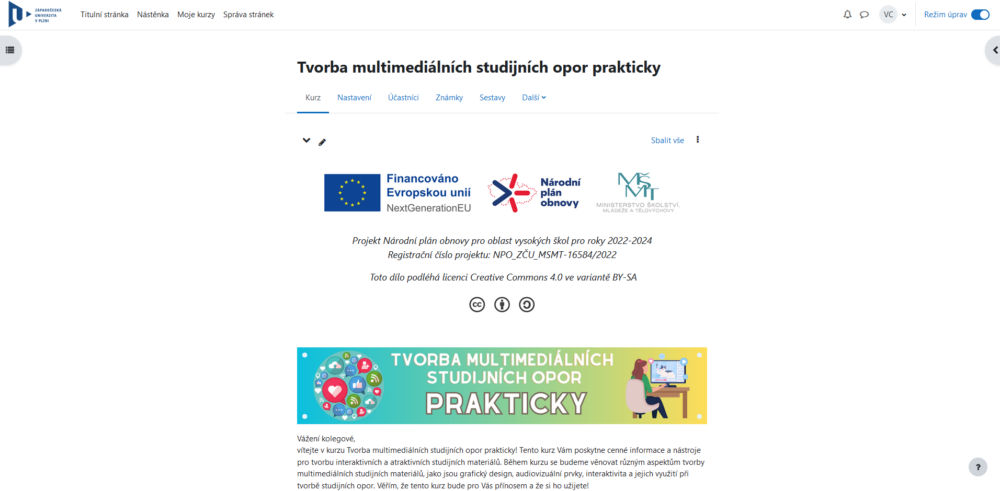 ZÁPADOČESKÁ
UNIVERZITA
V PLZNI
Titulní stránka Nástěnka Moje kurzy Správa stránek
VC
Režim úprav
Tvorba multimediálních studijních opor prakticky
Kurz Nastavení Účastníci Známky Sestavy Další
Sbalit vše
Financováno
Evropskou unií
NextGenerationEU
Národní
plán
obnovy
MŠMT
MINISTERSTVO ŠKOLSTVÍ,
MLÁDEŽE A TĚLOVÝCHOVY
Projekt Národní plán obnovy pro oblast vysokých škol pro roky 2022-2024
Registrační číslo projektu: NPO_ZČU_MSMT-16584/2022
Toto dílo podléhá licenci Creative Commons 4.0 ve variantě BY-SA
cc
TVORBA MULTIMEDIÁLNÍCH
STUDIJNÍCH OPOR
PRAKTICKY
Vážení kolegové,
vítejte v kurzu Tvorba multimediálních studijních opor prakticky! Tento kurz Vám poskytne cenné informace a nástroje
pro tvorbu interaktivních a atraktivních studijních materiálů. Během kurzu se budeme věnovat různým aspektům tvorby
multimediálních studijních materiálů, jako jsou grafický design, audiovizuální prvky, interaktivita a jejich využití při
tvorbě studijních opor. Věřím, že tento kurz bude pro Vás přínosem a že si ho užijete!
?